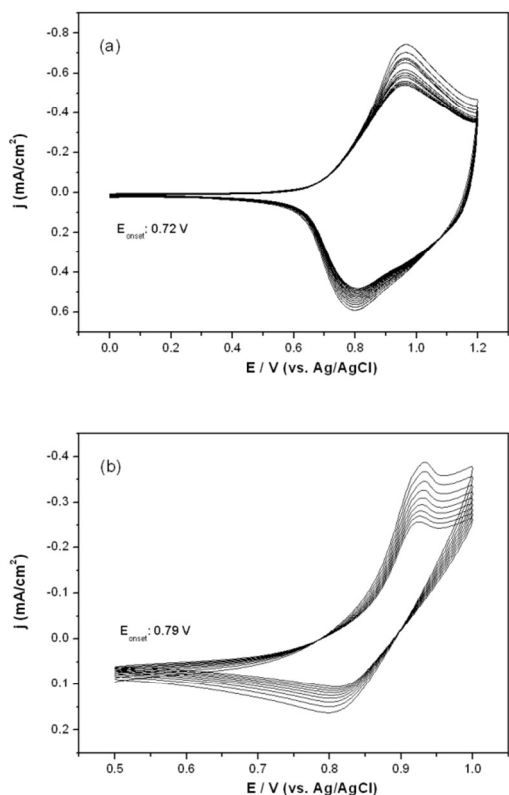 (a)
-0.8
-0.6
-0.4
-0.2
0.0
0.2
0.4
0.6
j (mA/cm²)
E_onset: 0.72 V
0.0 0.2 0.4 0.6 0.8 1.0 1.2
E / V (vs. Ag/AgCl)
(b)
-0.4
-0.3
-0.2
-0.1
0.0
0.1
0.2
j (mA/cm²)
E_onset: 0.79 V
0.5 0.6 0.7 0.8 0.9 1.0
E / V (vs. Ag/AgCl)